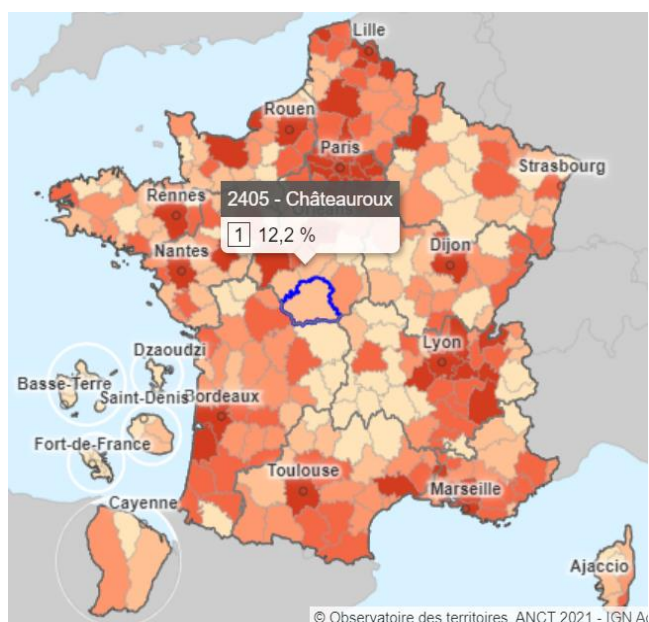 Lille
Rouen
Paris
Strasbourg
2405 - Châteauroux
1 12,2 %
Rennes
Nantes
Dijon
Lyon
Dzaoudzi
Basse-Terre
Saint-Denis
Bordeaux
Fort-de-France
Cayenne
Toulouse
Marseille
Ajaccio
© Observatoire des territoires, ANCT 2021 - IGN Ad